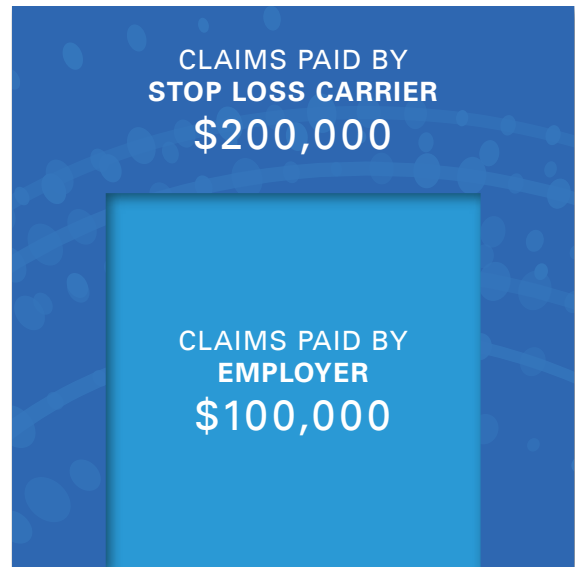 CLAIMS PAID BY
STOP LOSS CARRIER
$200,000
CLAIMS PAID BY
EMPLOYER
$100,000